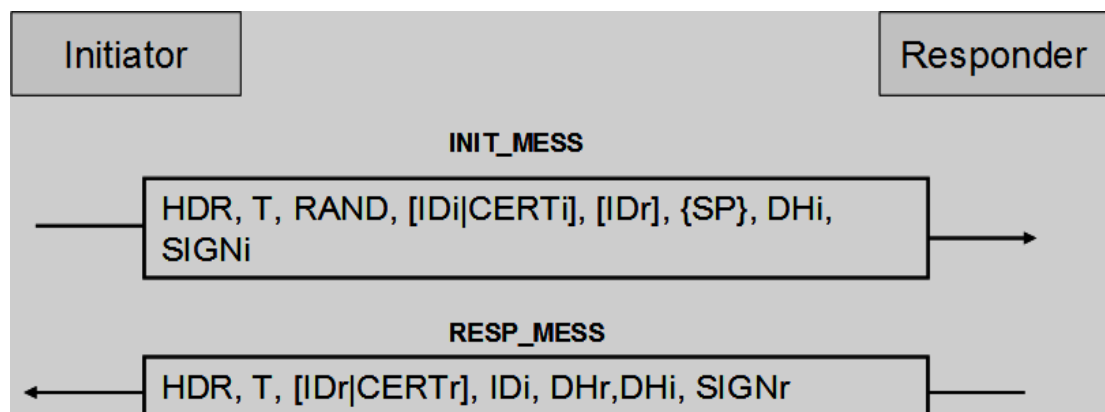 Initiator
Responder
INIT_MESS
HDR, T, RAND, [IDi|CERTi], [IDr], {SP}, DHi,
SIGNi
RESP_MESS
HDR, T, [IDr|CERTr], IDi, DHr,DHi, SIGNr